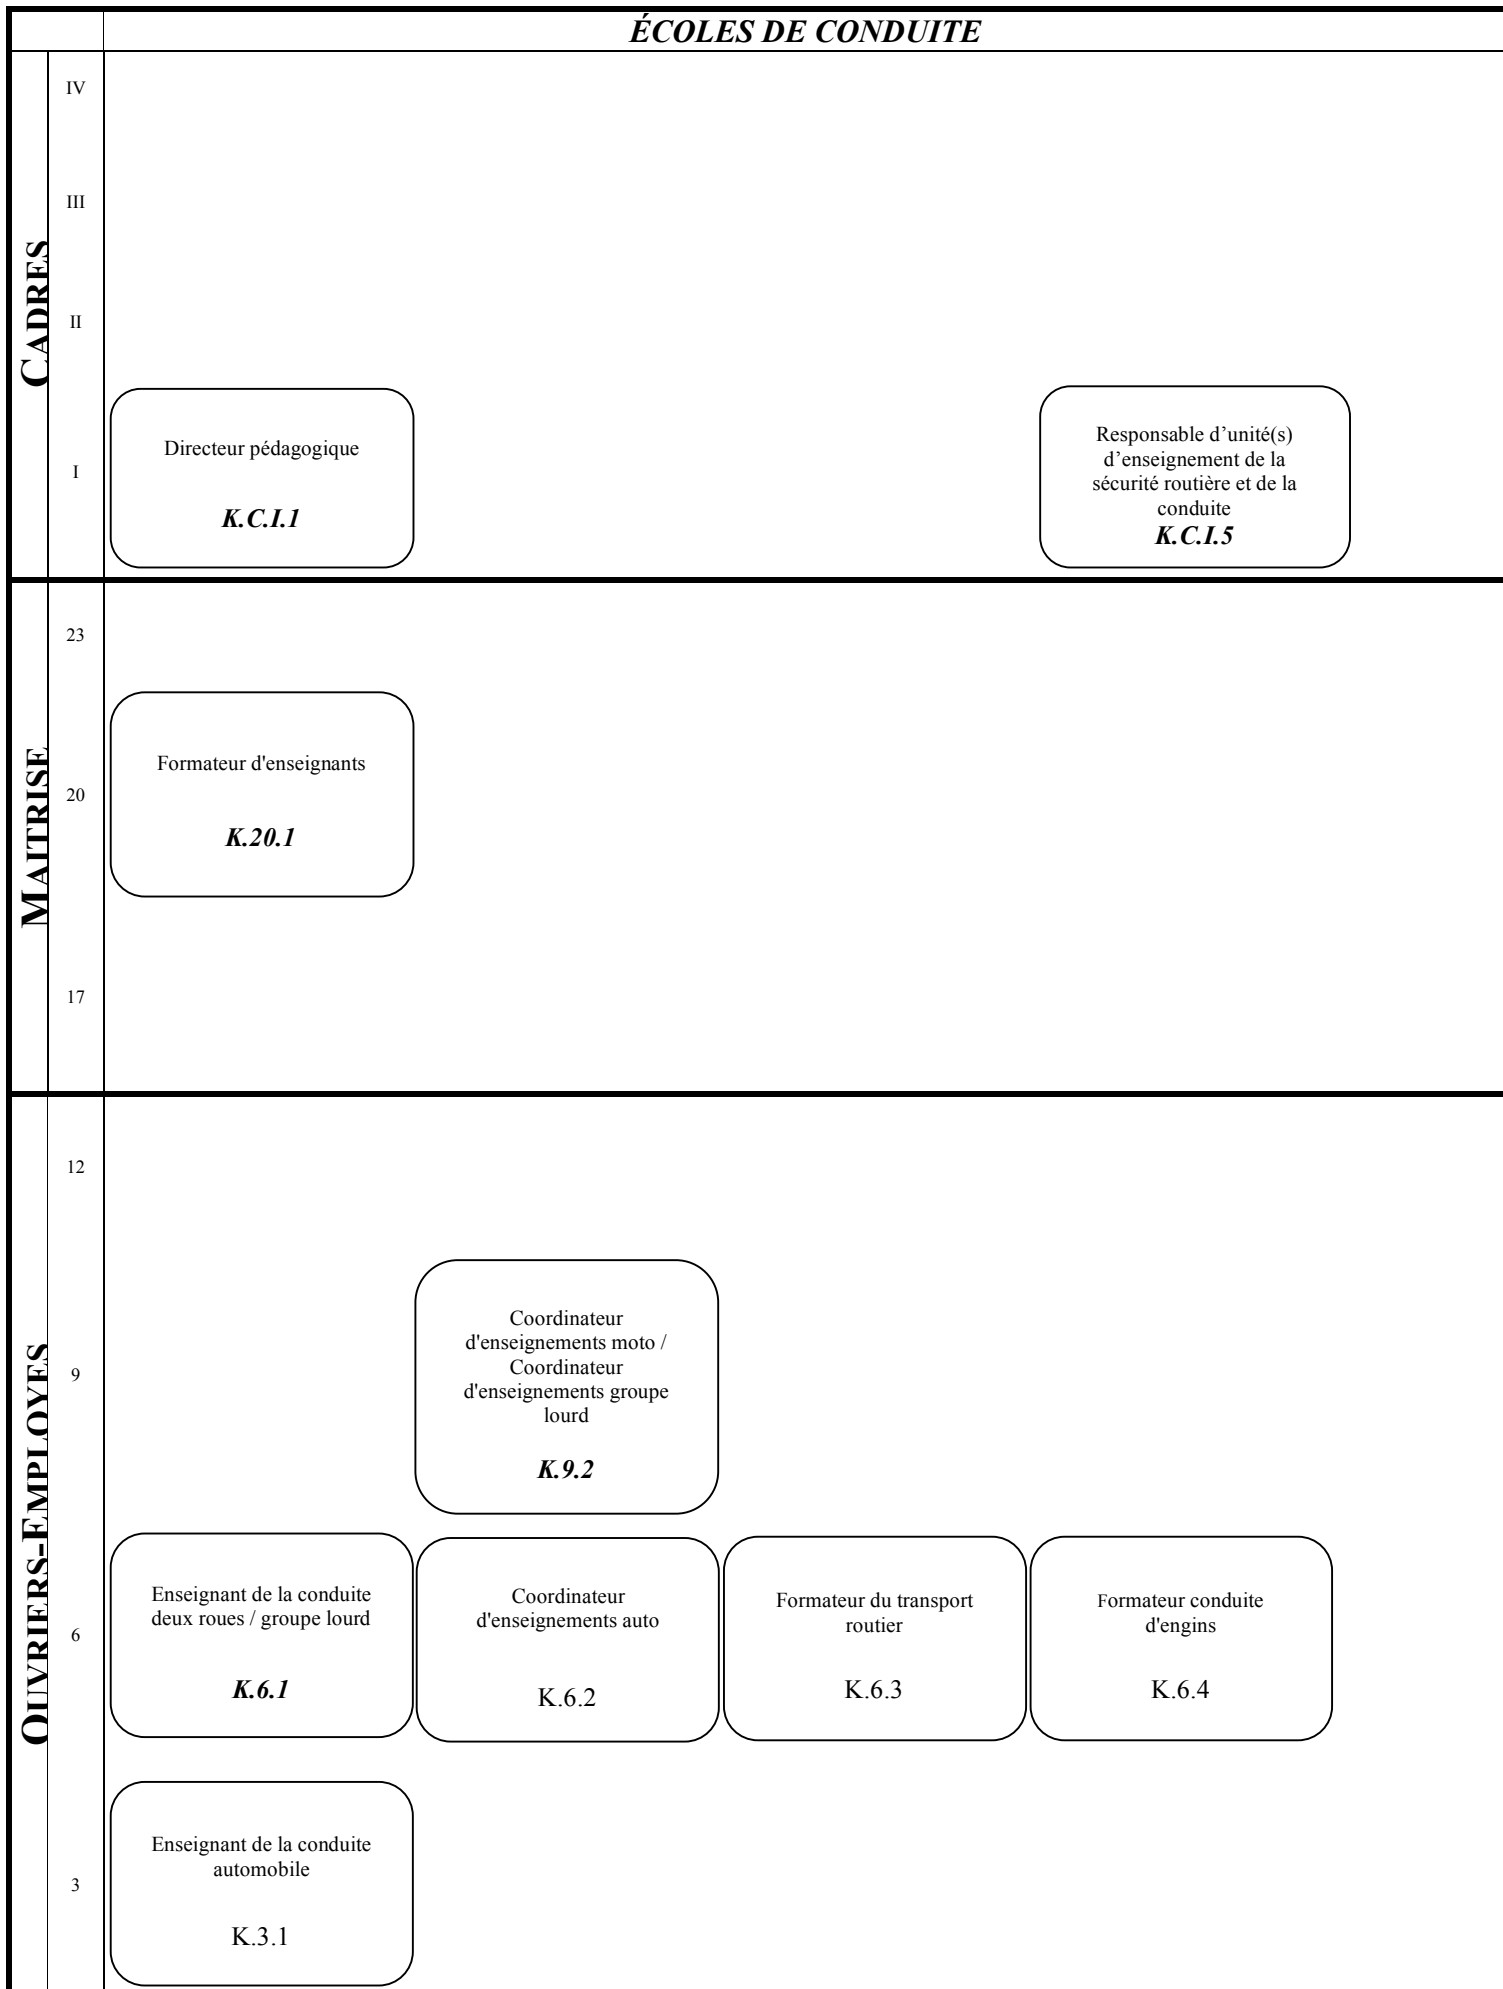 ÉCOLES DE CONDUITE
CADRES
IV
III
II
I
Directeur pédagogique
K.C.I.1
Responsable d’unité(s)
d’enseignement de la
sécurité routière et de la
conduite
K.C.I.5
MAITRISE
23
20
17
Formateur d'enseignants
K.20.1
OUVRIERS-EMPLOYES
12
9
Coordinateur
d'enseignements moto /
Coordinateur
d'enseignements groupe
lourd
K.9.2
6
Enseignant de la conduite
deux roues / groupe lourd
K.6.1
Coordinateur
d'enseignements auto
K.6.2
Formateur du transport
routier
K.6.3
Formateur conduite
d'engins
K.6.4
3
Enseignant de la conduite
automobile
K.3.1